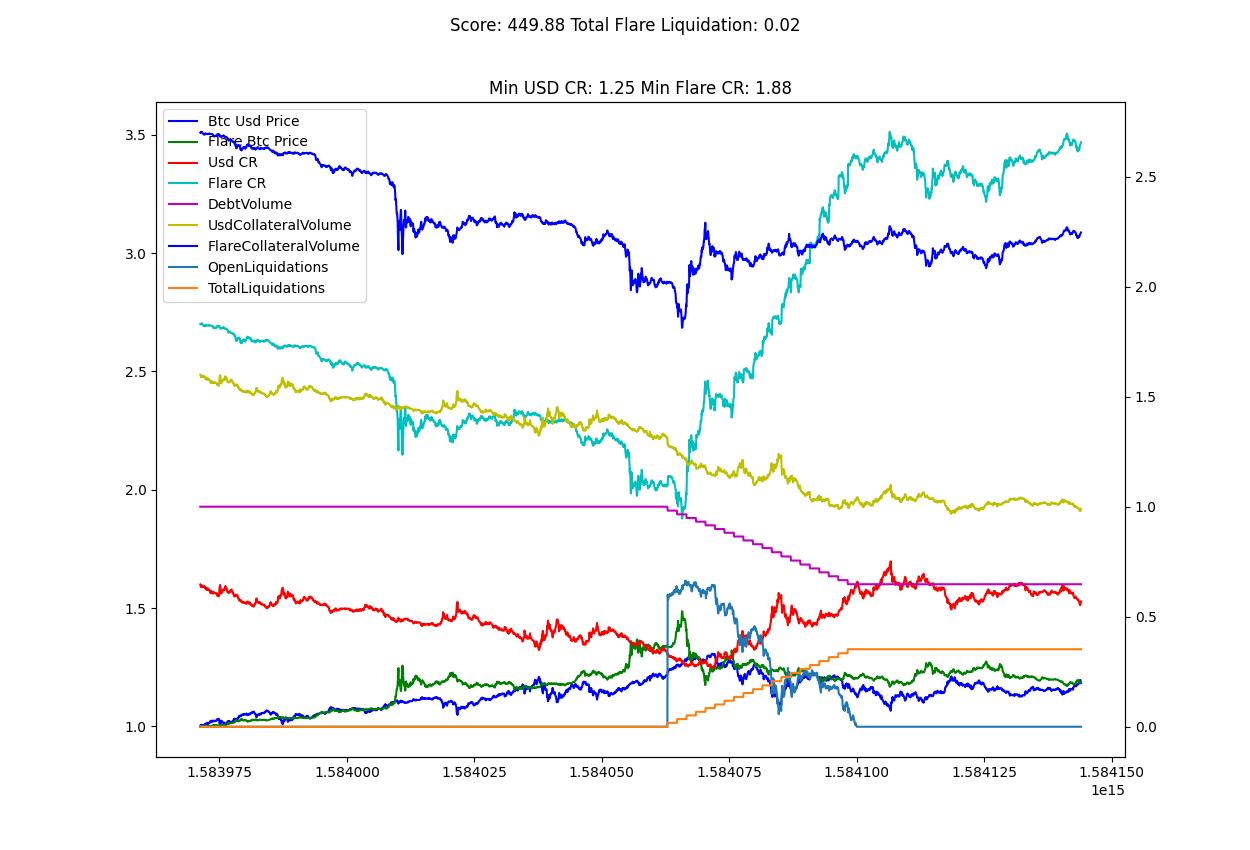 Score: 449.88 Total Flare Liquidation: 0.02
Min USD CR: 1.25 Min Flare CR: 1.88
Btc Usd Price
Flare Btc Price
Usd CR
Flare CR
DebtVolume
UsdCollateralVolume
FlareCollateralVolume
OpenLiquidations
TotalLiquidations
3.5
3.0
2.5
2.0
1.5
1.0
2.5
2.0
1.5
1.0
0.5
0.0
1.583975 1.584000 1.584025 1.584050 1.584075 1.584100 1.584125 1.584150
1e15